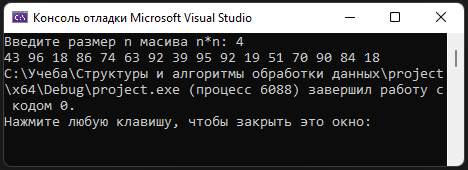 Консоль отладки Microsoft Visual Studio
Введите размер n масива n*n: 4
43 96 18 86 74 63 92 39 95 92 19 51 70 90 84 18
C:\Учеба\Структуры и алгоритмы обработки данных\project
\x64\Debug\project.exe (процесс 6088) завершил работу с
кодом 0.
Нажмите любую клавишу, чтобы закрыть это окно: